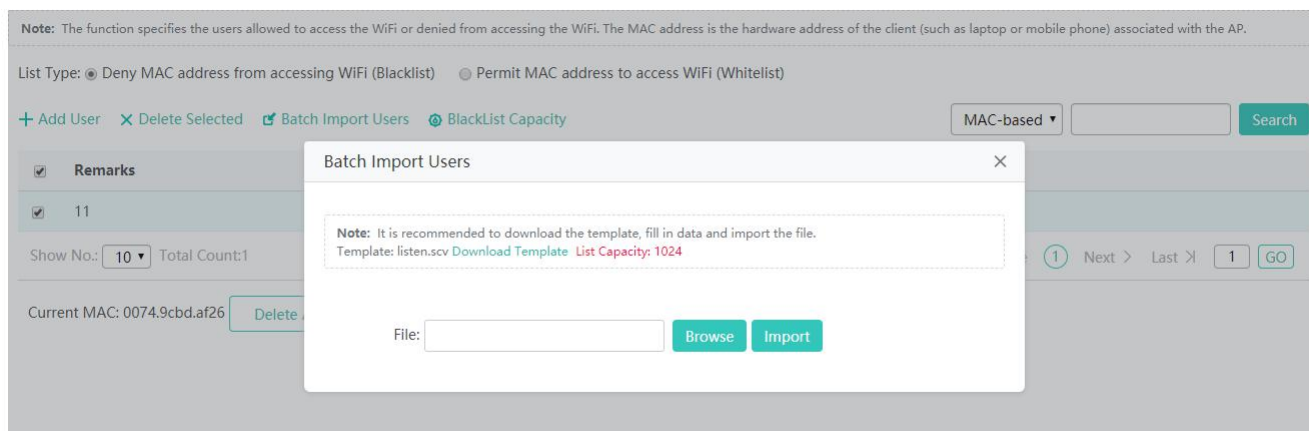 Note: The function specifies the users allowed to access the WiFi or denied from accessing the WiFi. The MAC address is the hardware address of the client (such as laptop or mobile phone) associated with the AP.
List Type: Deny MAC address from accessing WiFi (Blacklist) Permit MAC address to access WiFi (Whitelist)
Add User Delete Selected Batch Import Users BlackList Capacity MAC-based Search
Batch Import Users
Remarks
11
Note: It is recommended to download the template, fill in data and import the file.
Template: listen.scv Download Template List Capacity: 1024
Show No.: 10 Total Count:1 1 Next Last 1 GO
Current MAC: 0074.9cbd.af26 Delete
File: Browse Import